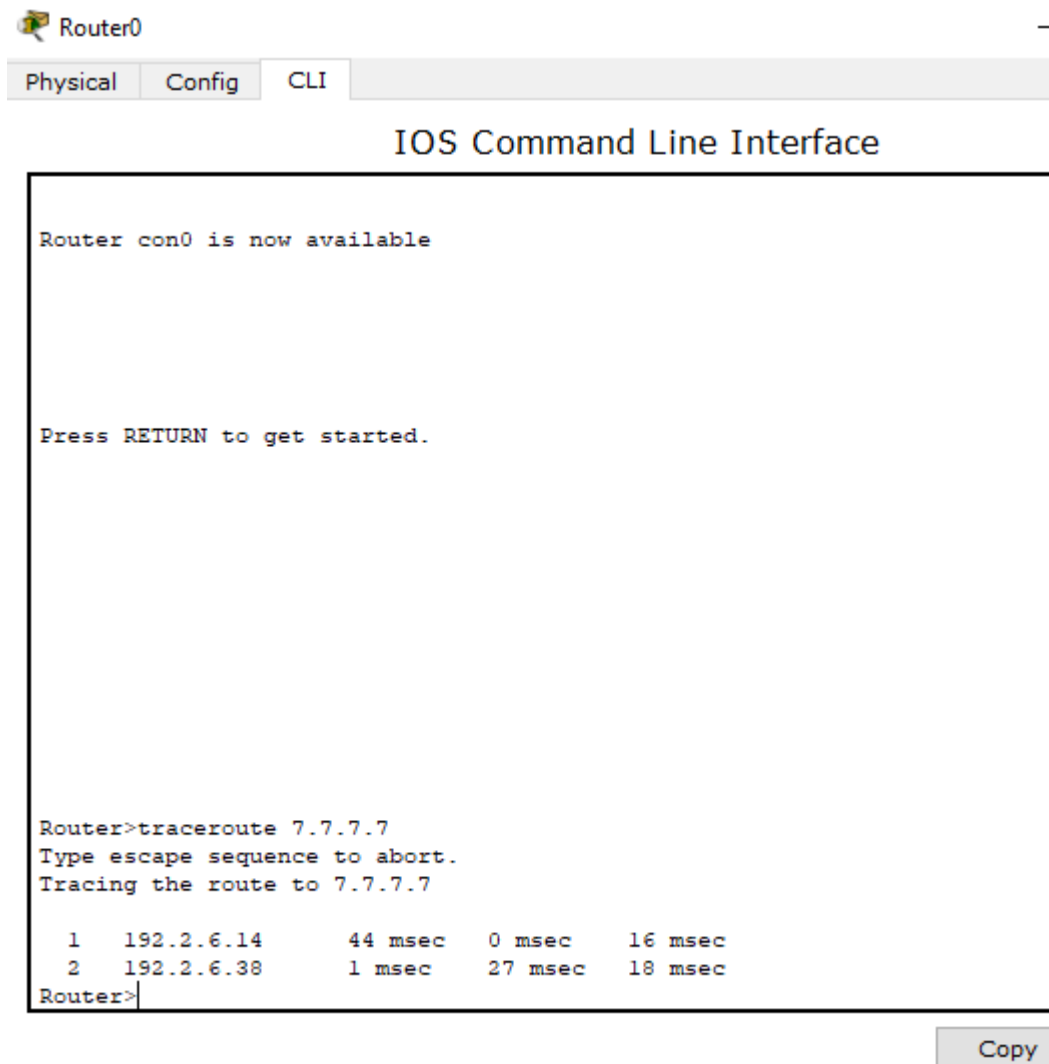 Router0
Physical Config CLI
IOS Command Line Interface
Router con0 is now available
Press RETURN to get started.
Router>traceroute 7.7.7.7
Type escape sequence to abort.
Tracing the route to 7.7.7.7
1 192.2.6.14 44 msec 0 msec 16 msec
2 192.2.6.38 1 msec 27 msec 18 msec
Router>
Copy